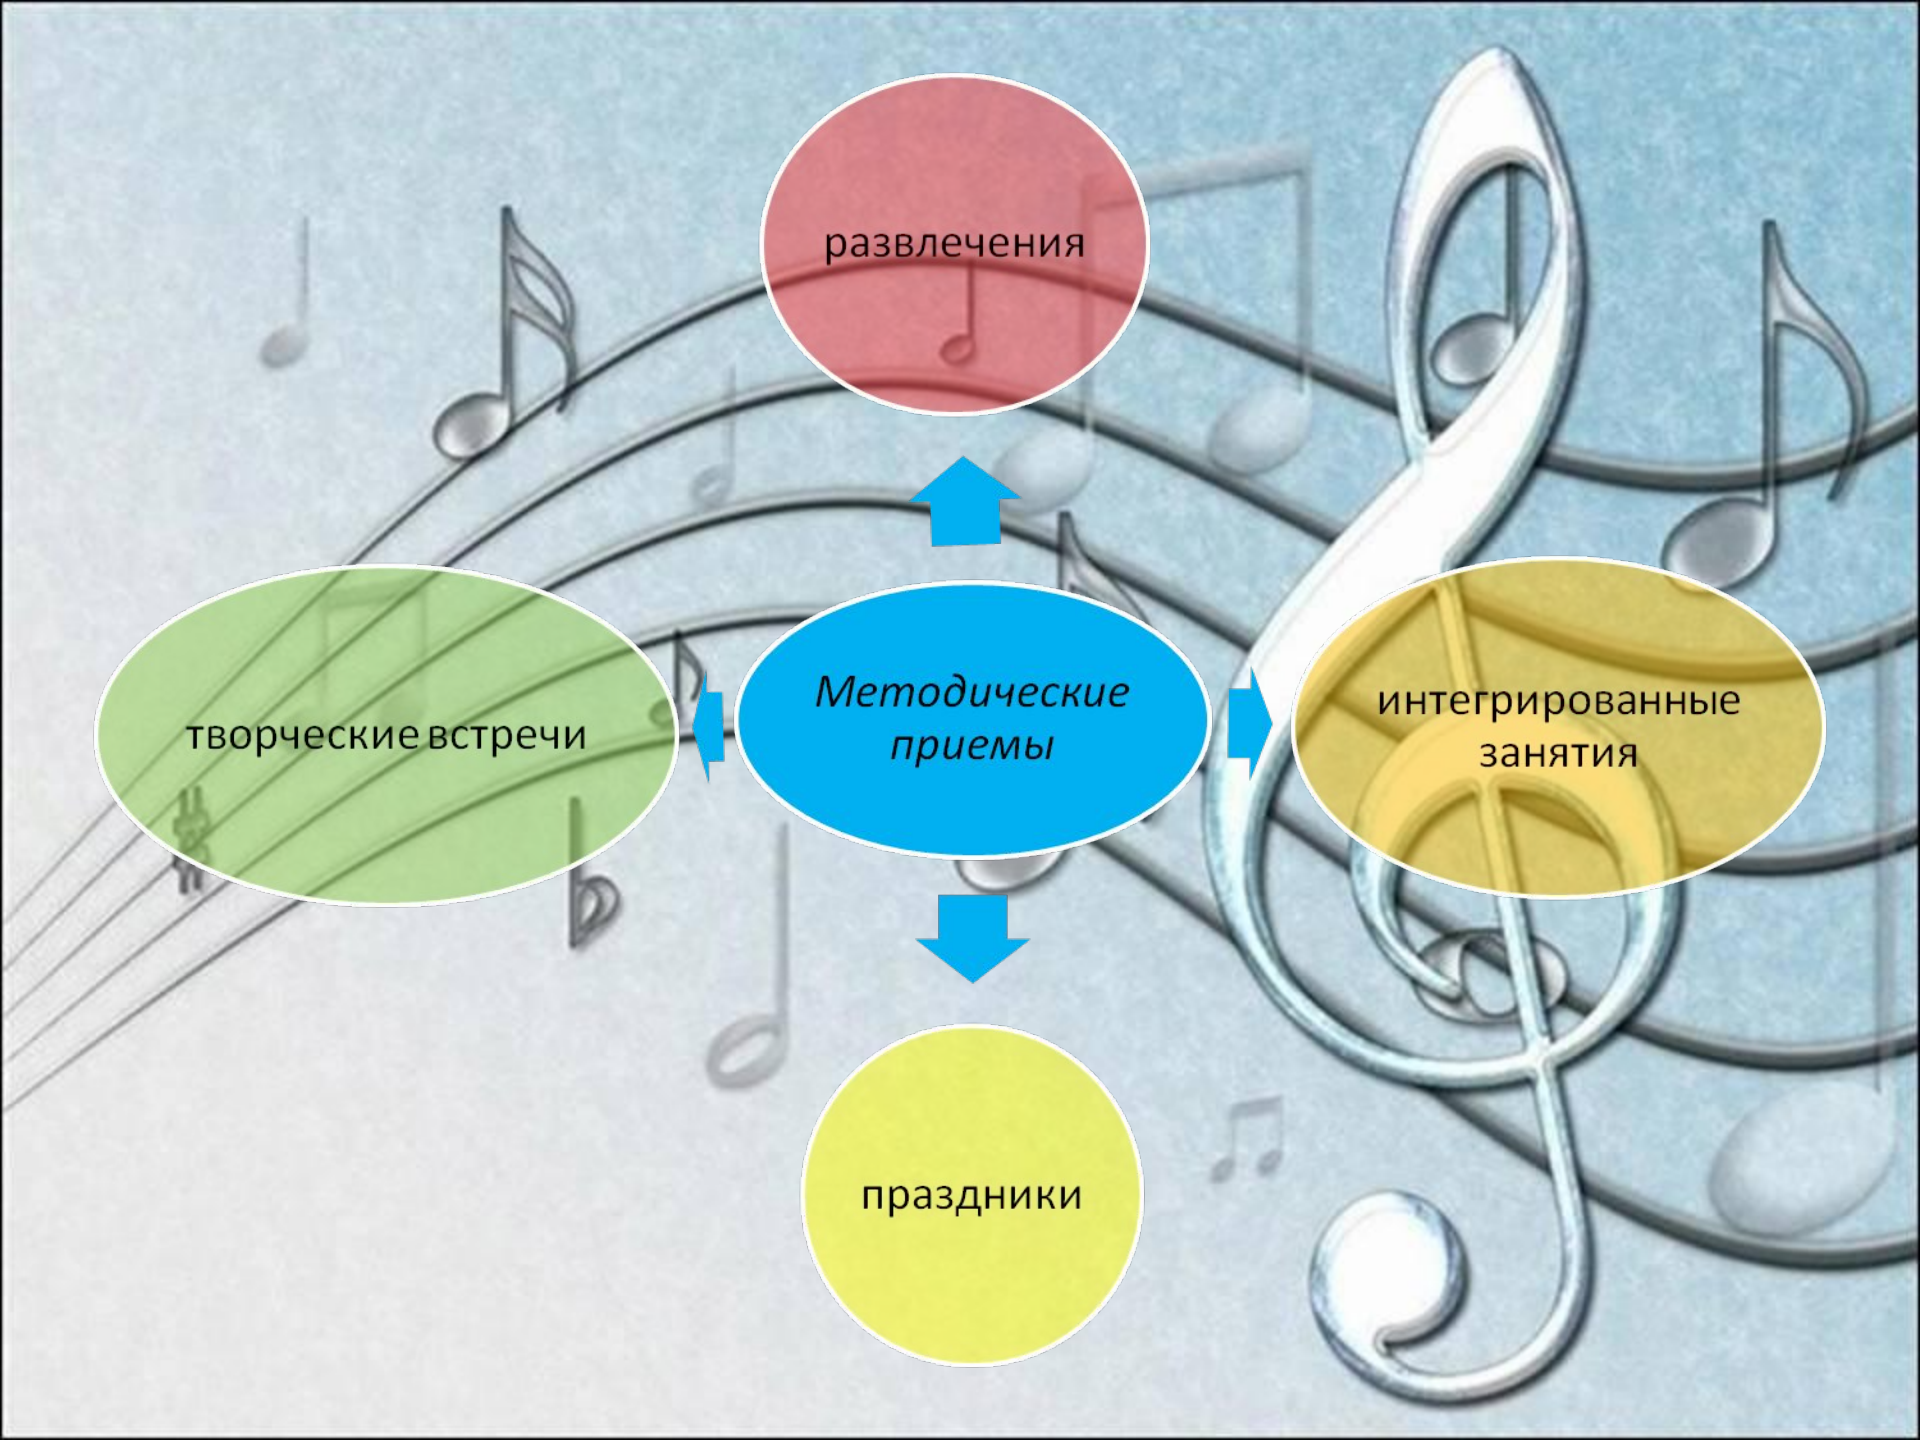 развлечения
творческие встречи
Методические
приемы
интегрированные
занятия
праздники